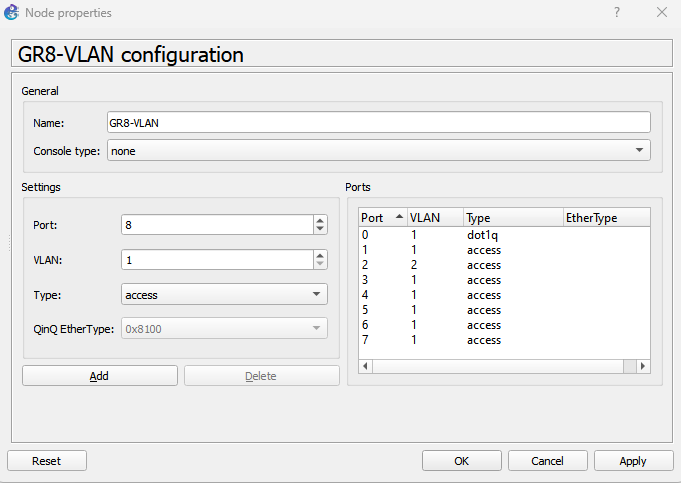 Node properties
?
GR8-VLAN configuration
General
Name: GR8-VLAN
Console type: none
Settings
Port: 8
VLAN: 1
Type: access
QinQ EtherType: 0x8100
Add Delete
Ports
Port VLAN Type EtherType
0 1 dot1q
1 1 access
2 2 access
3 1 access
4 1 access
5 1 access
6 1 access
7 1 access
Reset OK Cancel Apply